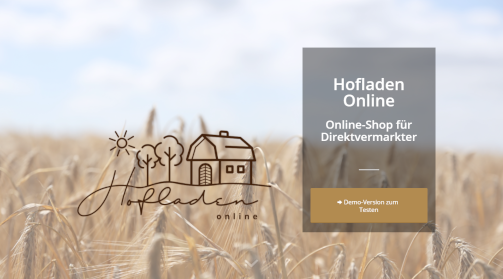 Hofladen
online
Hofladen
Online
Online-Shop für
Direktvermarkter
➜ Demo-Version zum
Testen